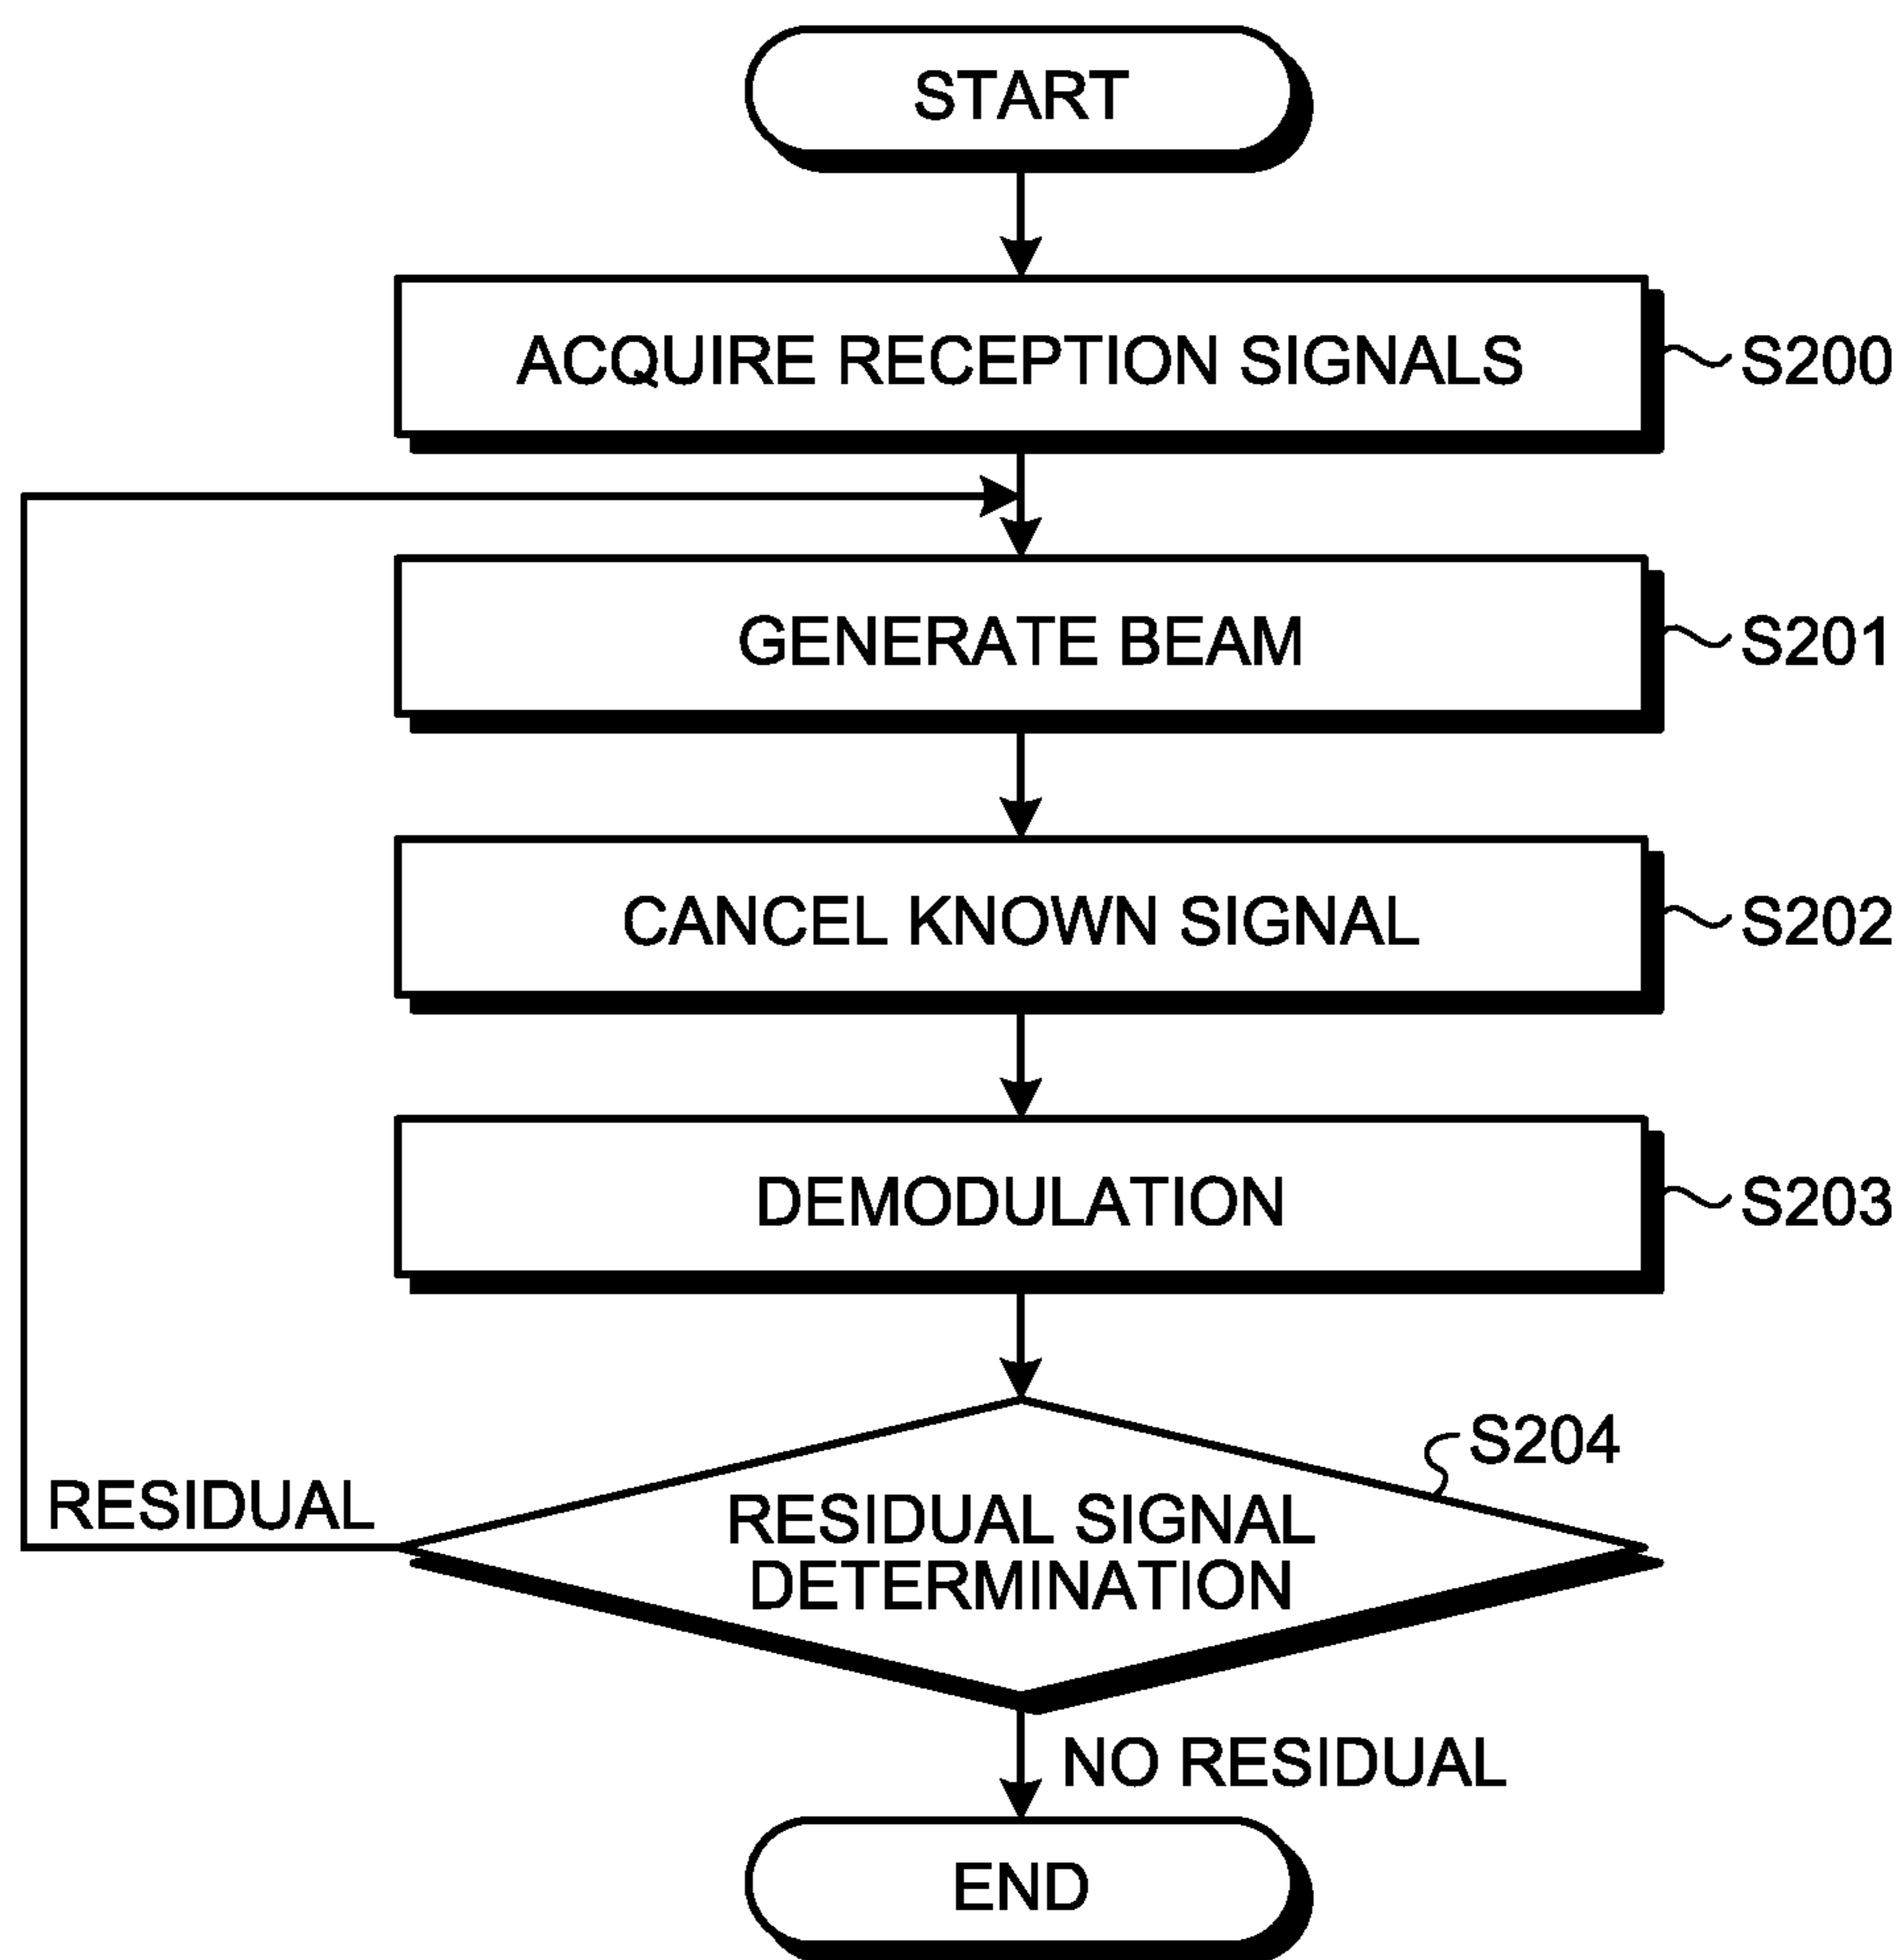 START
ACQUIRE RECEPTION SIGNALS
S200
GENERATE BEAM
S201
CANCEL KNOWN SIGNAL
S202
DEMODULATION
S203
S204
RESIDUAL
RESIDUAL SIGNAL
DETERMINATION
NO RESIDUAL
END